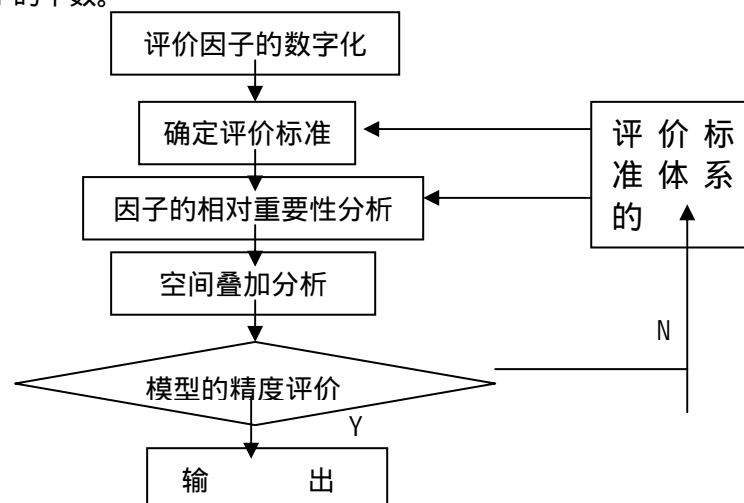 评价因子的数字化
确定评价标准
评 价 标
准 体 系
的
因子的相对重要性分析
空间叠加分析
N
模型的精度评价
Y
输 出